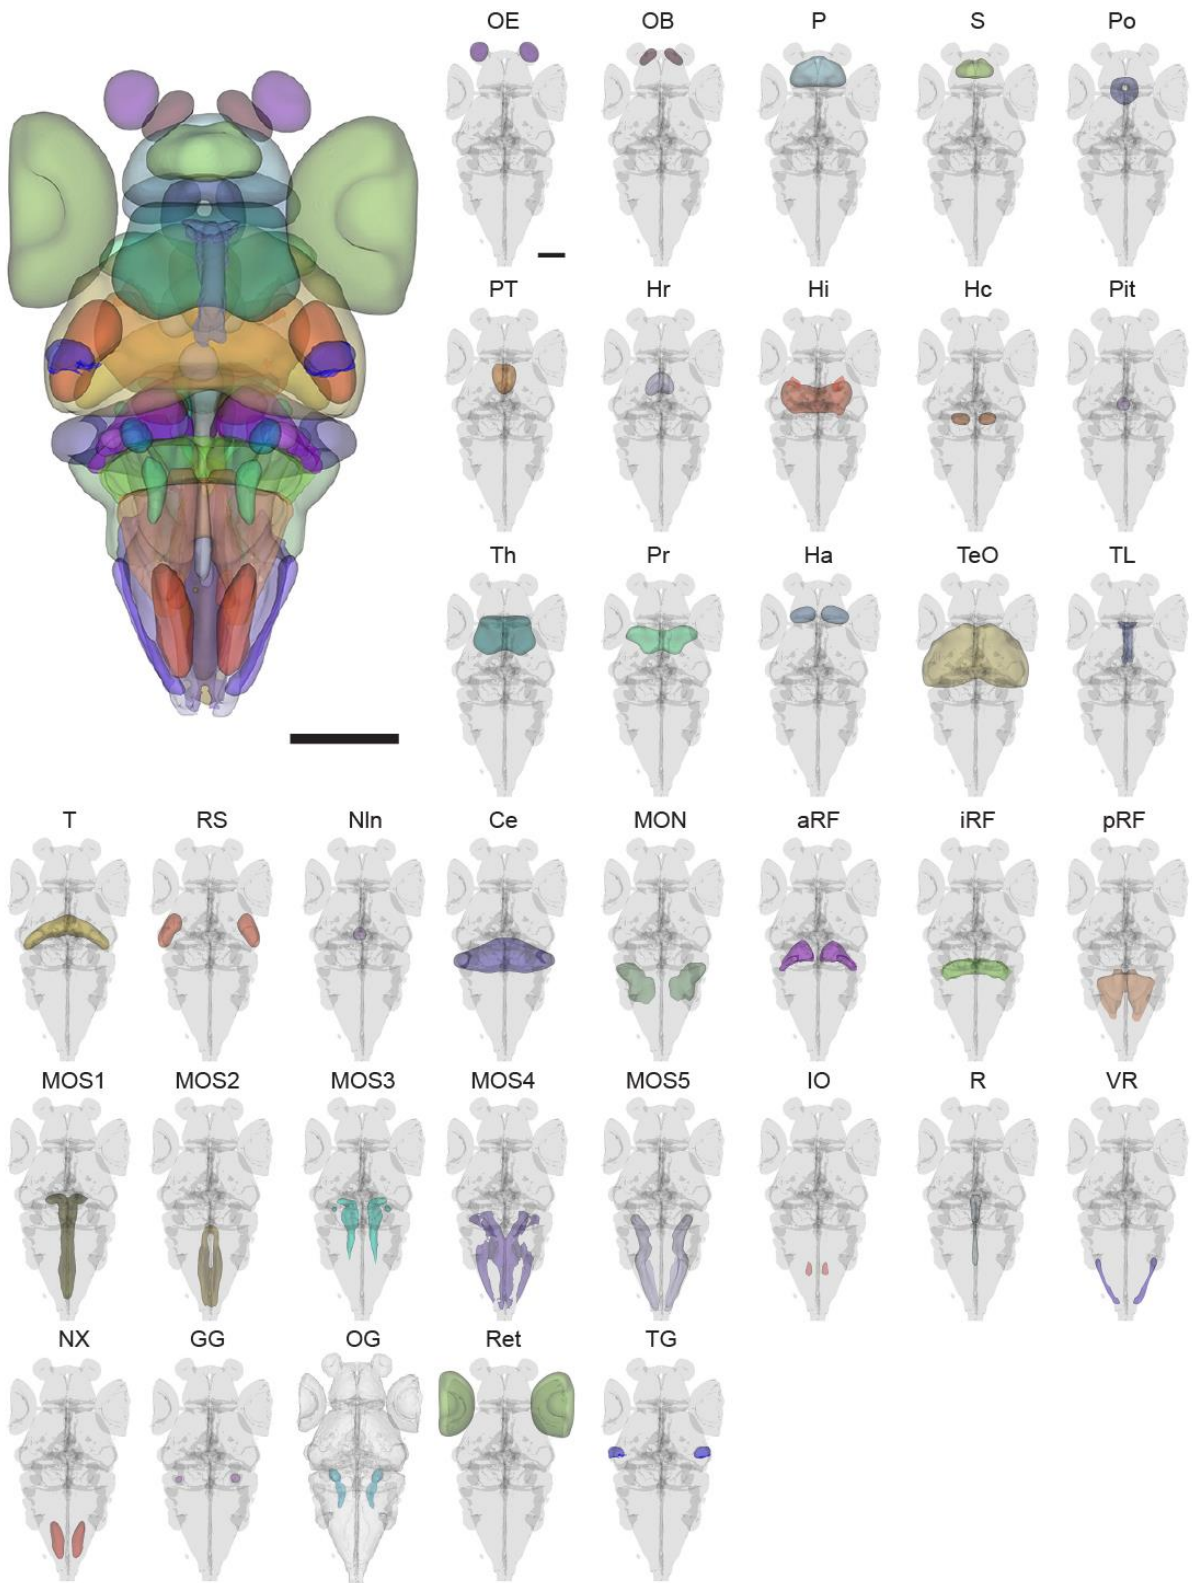 OE OB P S Po
PT Hr Hi Hc Pit
Th Pr Ha TeO TL
T RS NIn Ce MON aRF iRF pRF
MOS1 MOS2 MOS3 MOS4 MOS5 IO R VR
NX GG OG Ret TG